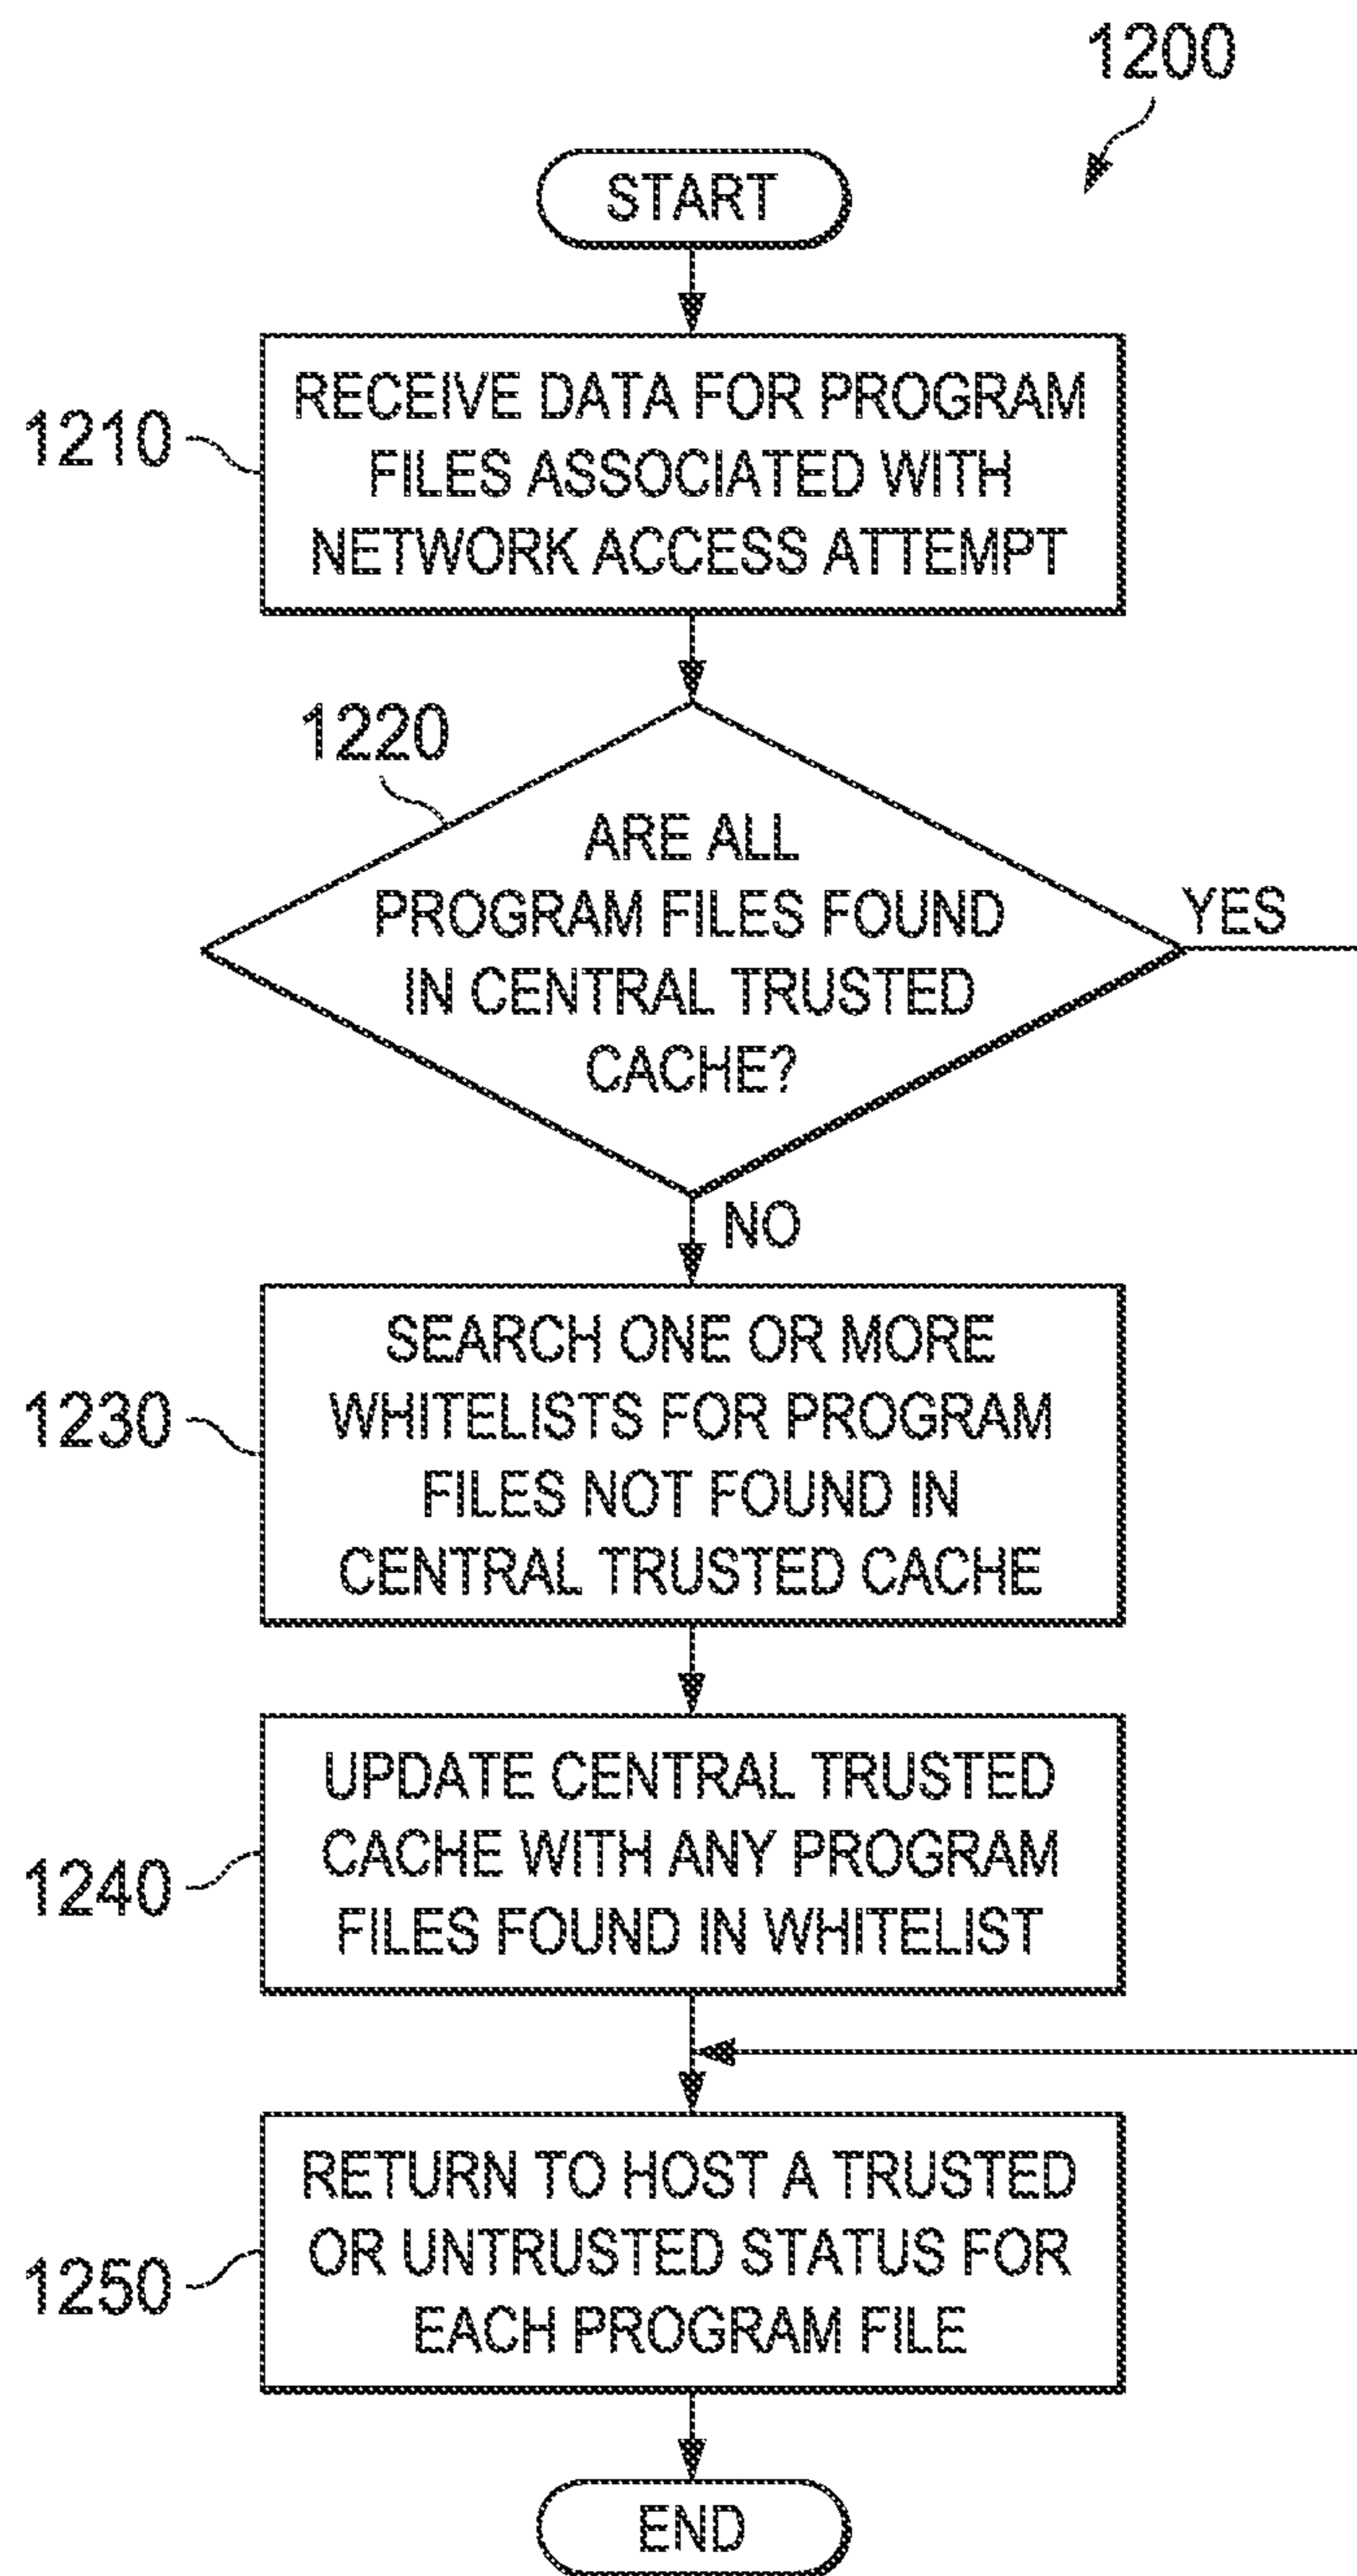 1200
START
1210
RECEIVE DATA FOR PROGRAM
FILES ASSOCIATED WITH
NETWORK ACCESS ATTEMPT
1220
ARE ALL
PROGRAM FILES FOUND
IN CENTRAL TRUSTED
CACHE?
YES
NO
1230
SEARCH ONE OR MORE
WHITELISTS FOR PROGRAM
FILES NOT FOUND IN
CENTRAL TRUSTED CACHE
1240
UPDATE CENTRAL TRUSTED
CACHE WITH ANY PROGRAM
FILES FOUND IN WHITELIST
1250
RETURN TO HOST A TRUSTED
OR UNTRUSTED STATUS FOR
EACH PROGRAM FILE
END